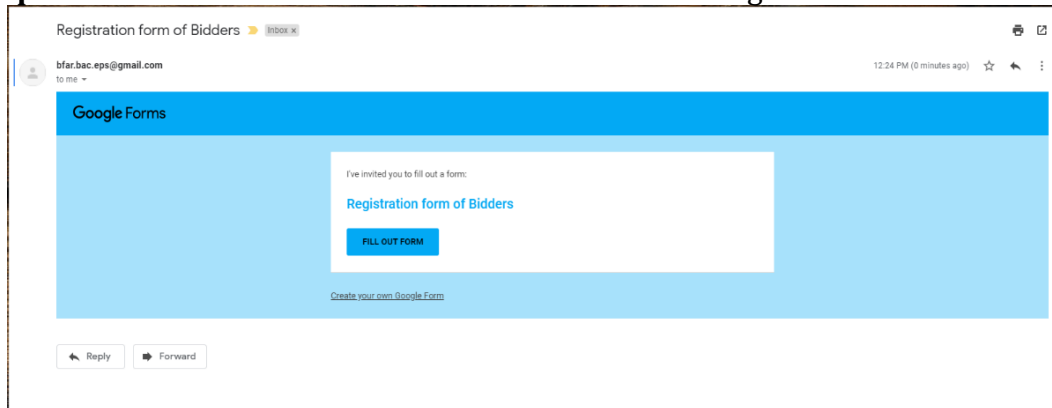 Registration form of Bidders Inbox x
bfar.bac.eps@gmail.com
12:24 PM (0 minutes ago)
to me
Google Forms
I've invited you to fill out a form:
Registration form of Bidders
FILL OUT FORM
Create your own Google Form
Reply Forward